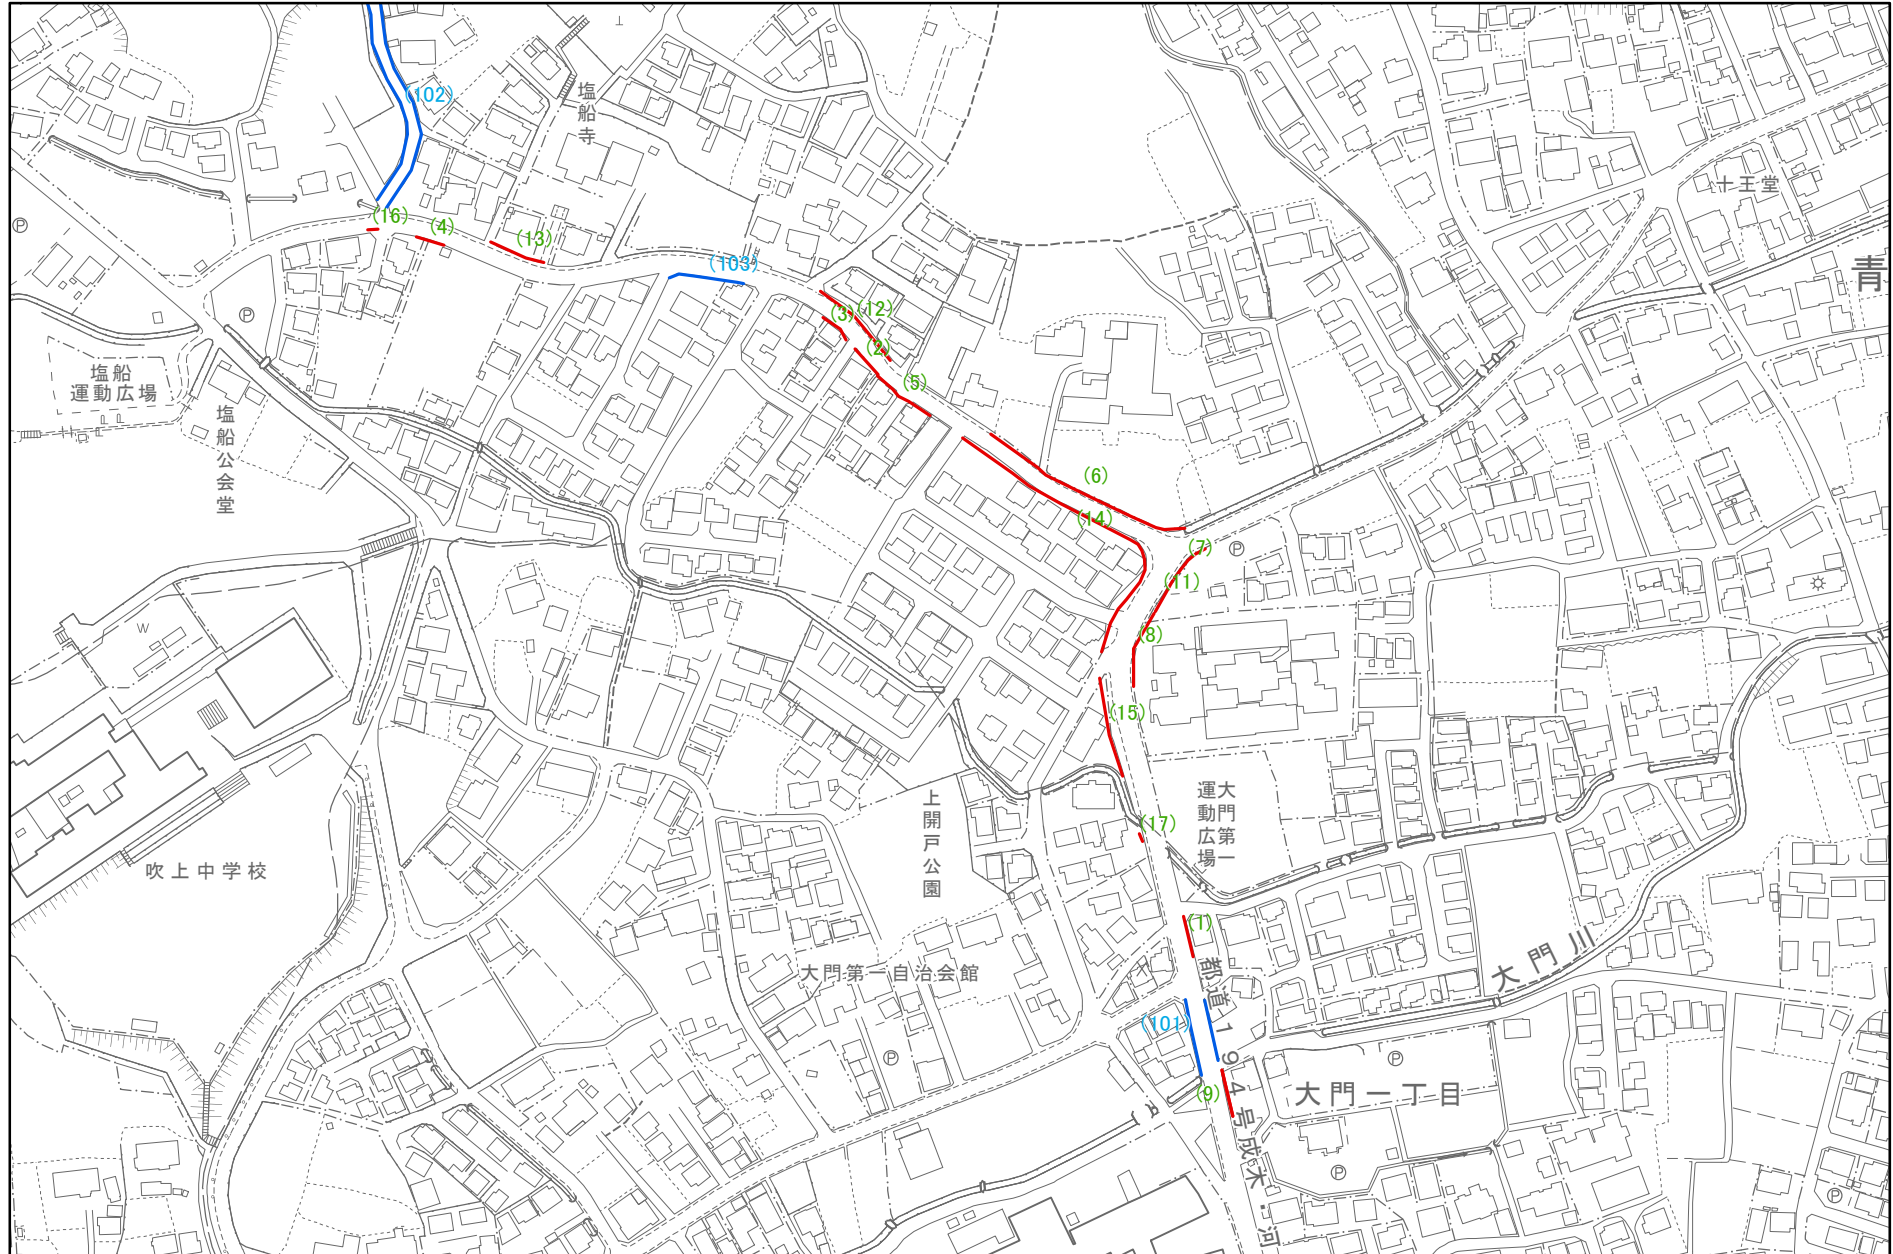 (102)
塩船寺
十王堂
(16)
(4)
(13)
(103)
青
(3)
(12)
(2)
(5)
塩船
運動広場
塩船公会堂
(6)
(14)
(7)
(11)
(8)
(15)
(17)
大門第一
運動広場
上開戸公園
吹上中学校
(1)
大門第一自治会館
大門川
(101)
(9)
大門一丁目
都道194号成木・河
P
P
P
P
P
P
P